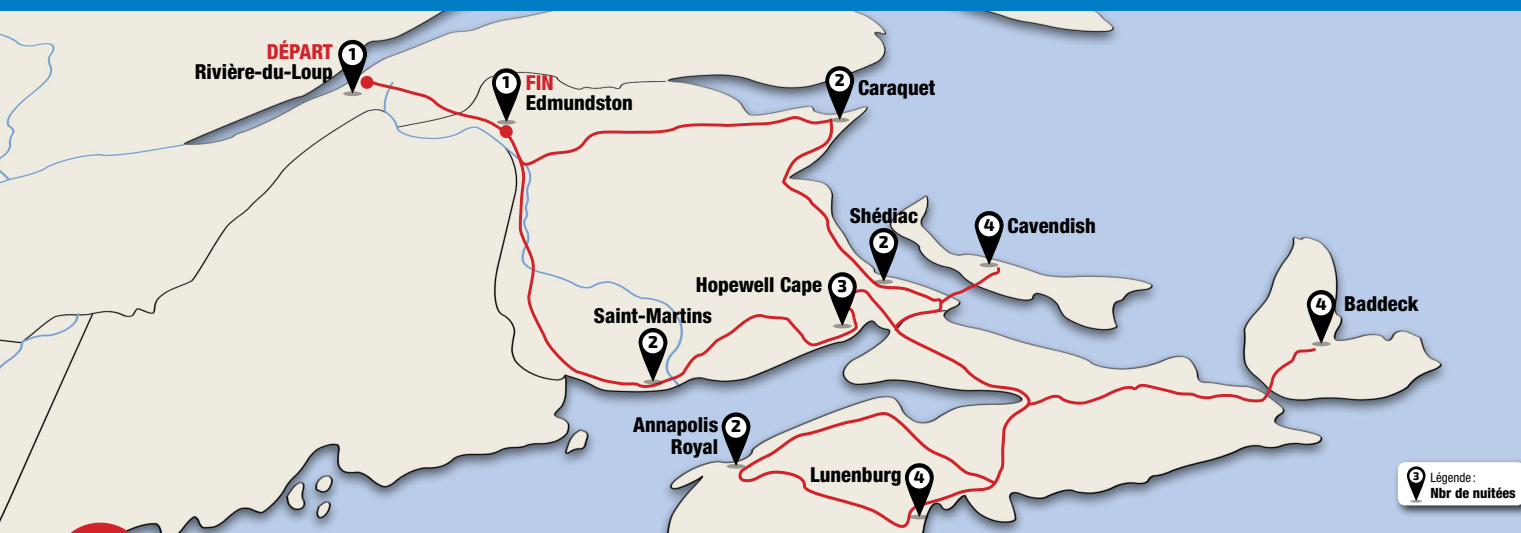 DÉPART
1
Rivière-du-Loup
1
FIN
Edmundston
2
Caraquet
Shédiac
2
4
Cavendish
Hopewell Cape
3
Saint-Martins
2
4
Baddeck
Annapolis
2
Royal
Lunenburg
4
3
Légende :
Nbr de nuitées